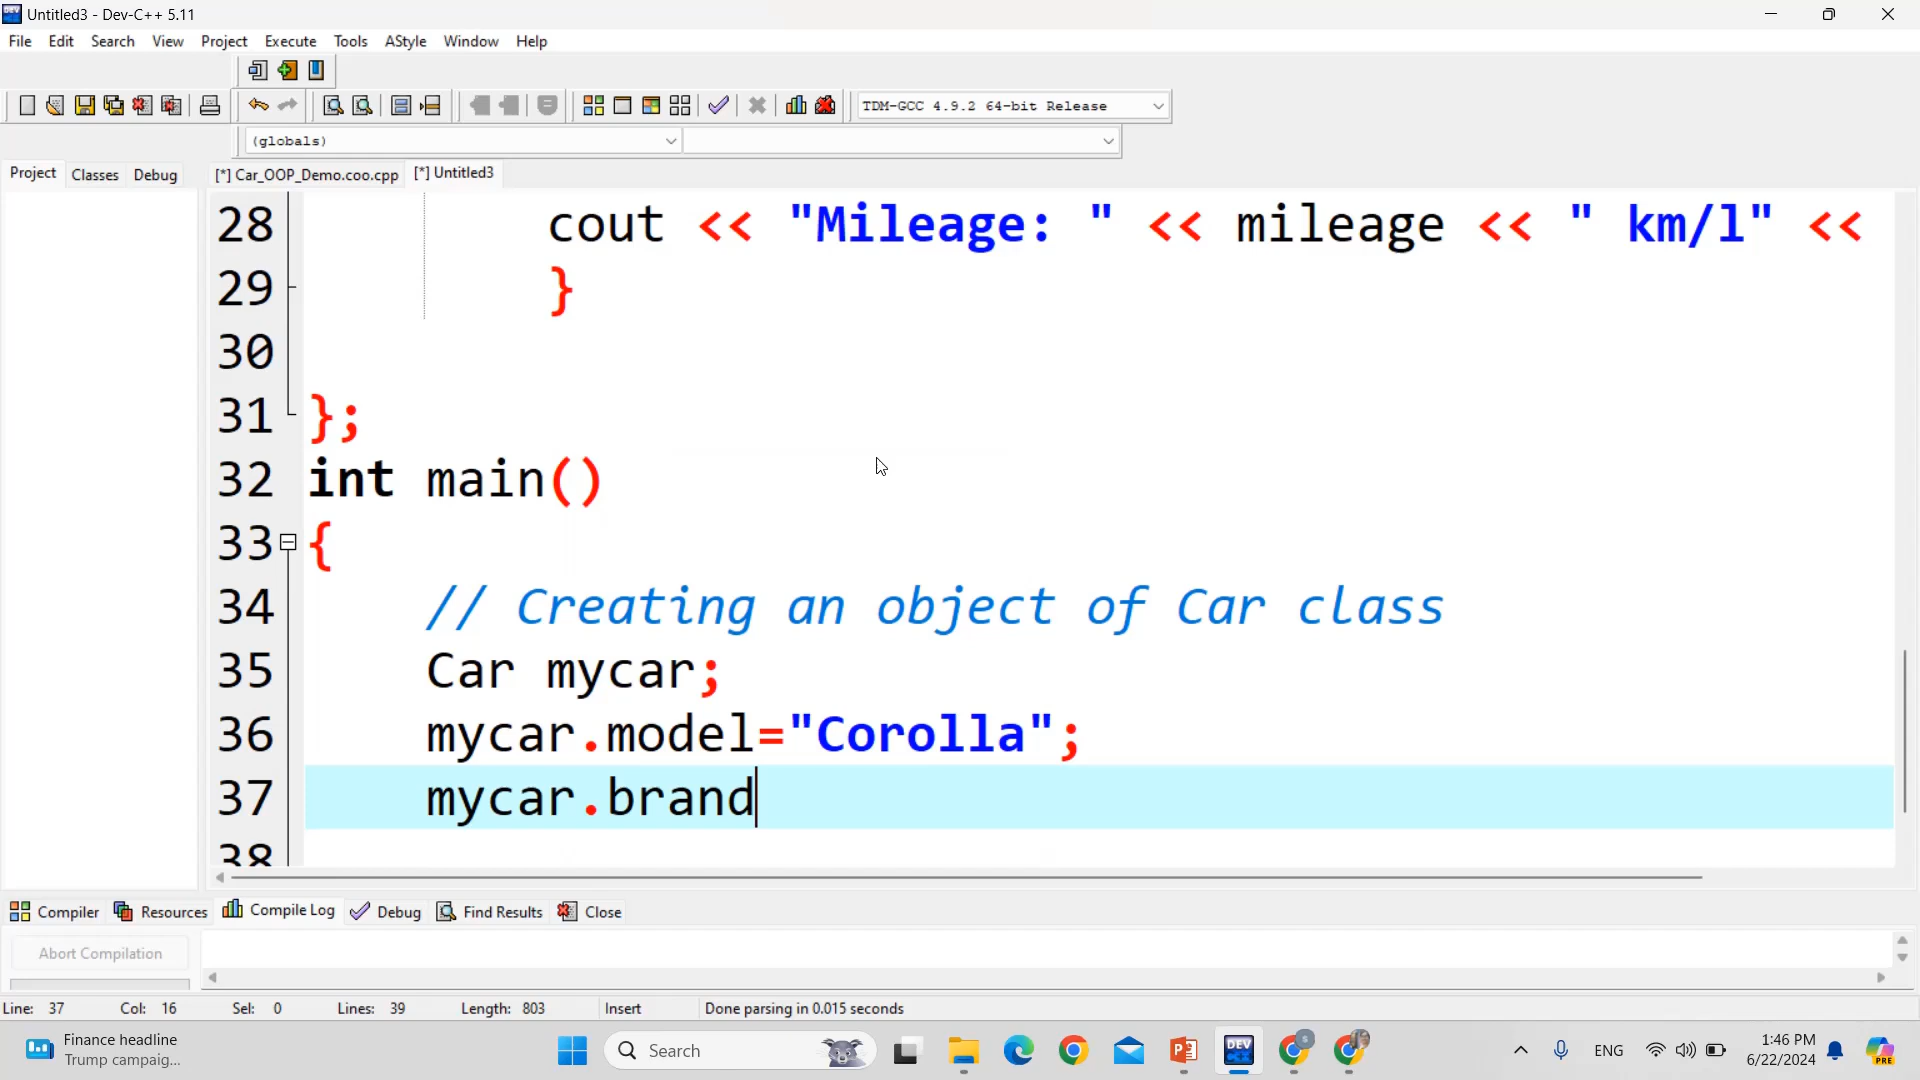 Untitled3 - Dev-C++ 5.11
File Edit Search View Project Execute Tools AStyle Window Help
TDM-GCC 4.9.2 64-bit Release
(globals)
Project Classes Debug
[*] Car_OOP_Demo.coo.cpp [*] Untitled3
28 cout << "Mileage: " << mileage << " km/l" <<
29 }
30
31 };
32 int main()
33 {
34 // Creating an object of Car class
35 Car mycar;
36 mycar.model="Corolla";
37 mycar.brand
38
Compiler Resources Compile Log Debug Find Results Close
Abort Compilation
Line: 37 Col: 16 Sel: 0 Lines: 39 Length: 803 Insert Done parsing in 0.015 seconds
Finance headline
Trump campaig...
Search
DEV
ENG
1:46 PM
6/22/2024
PRE